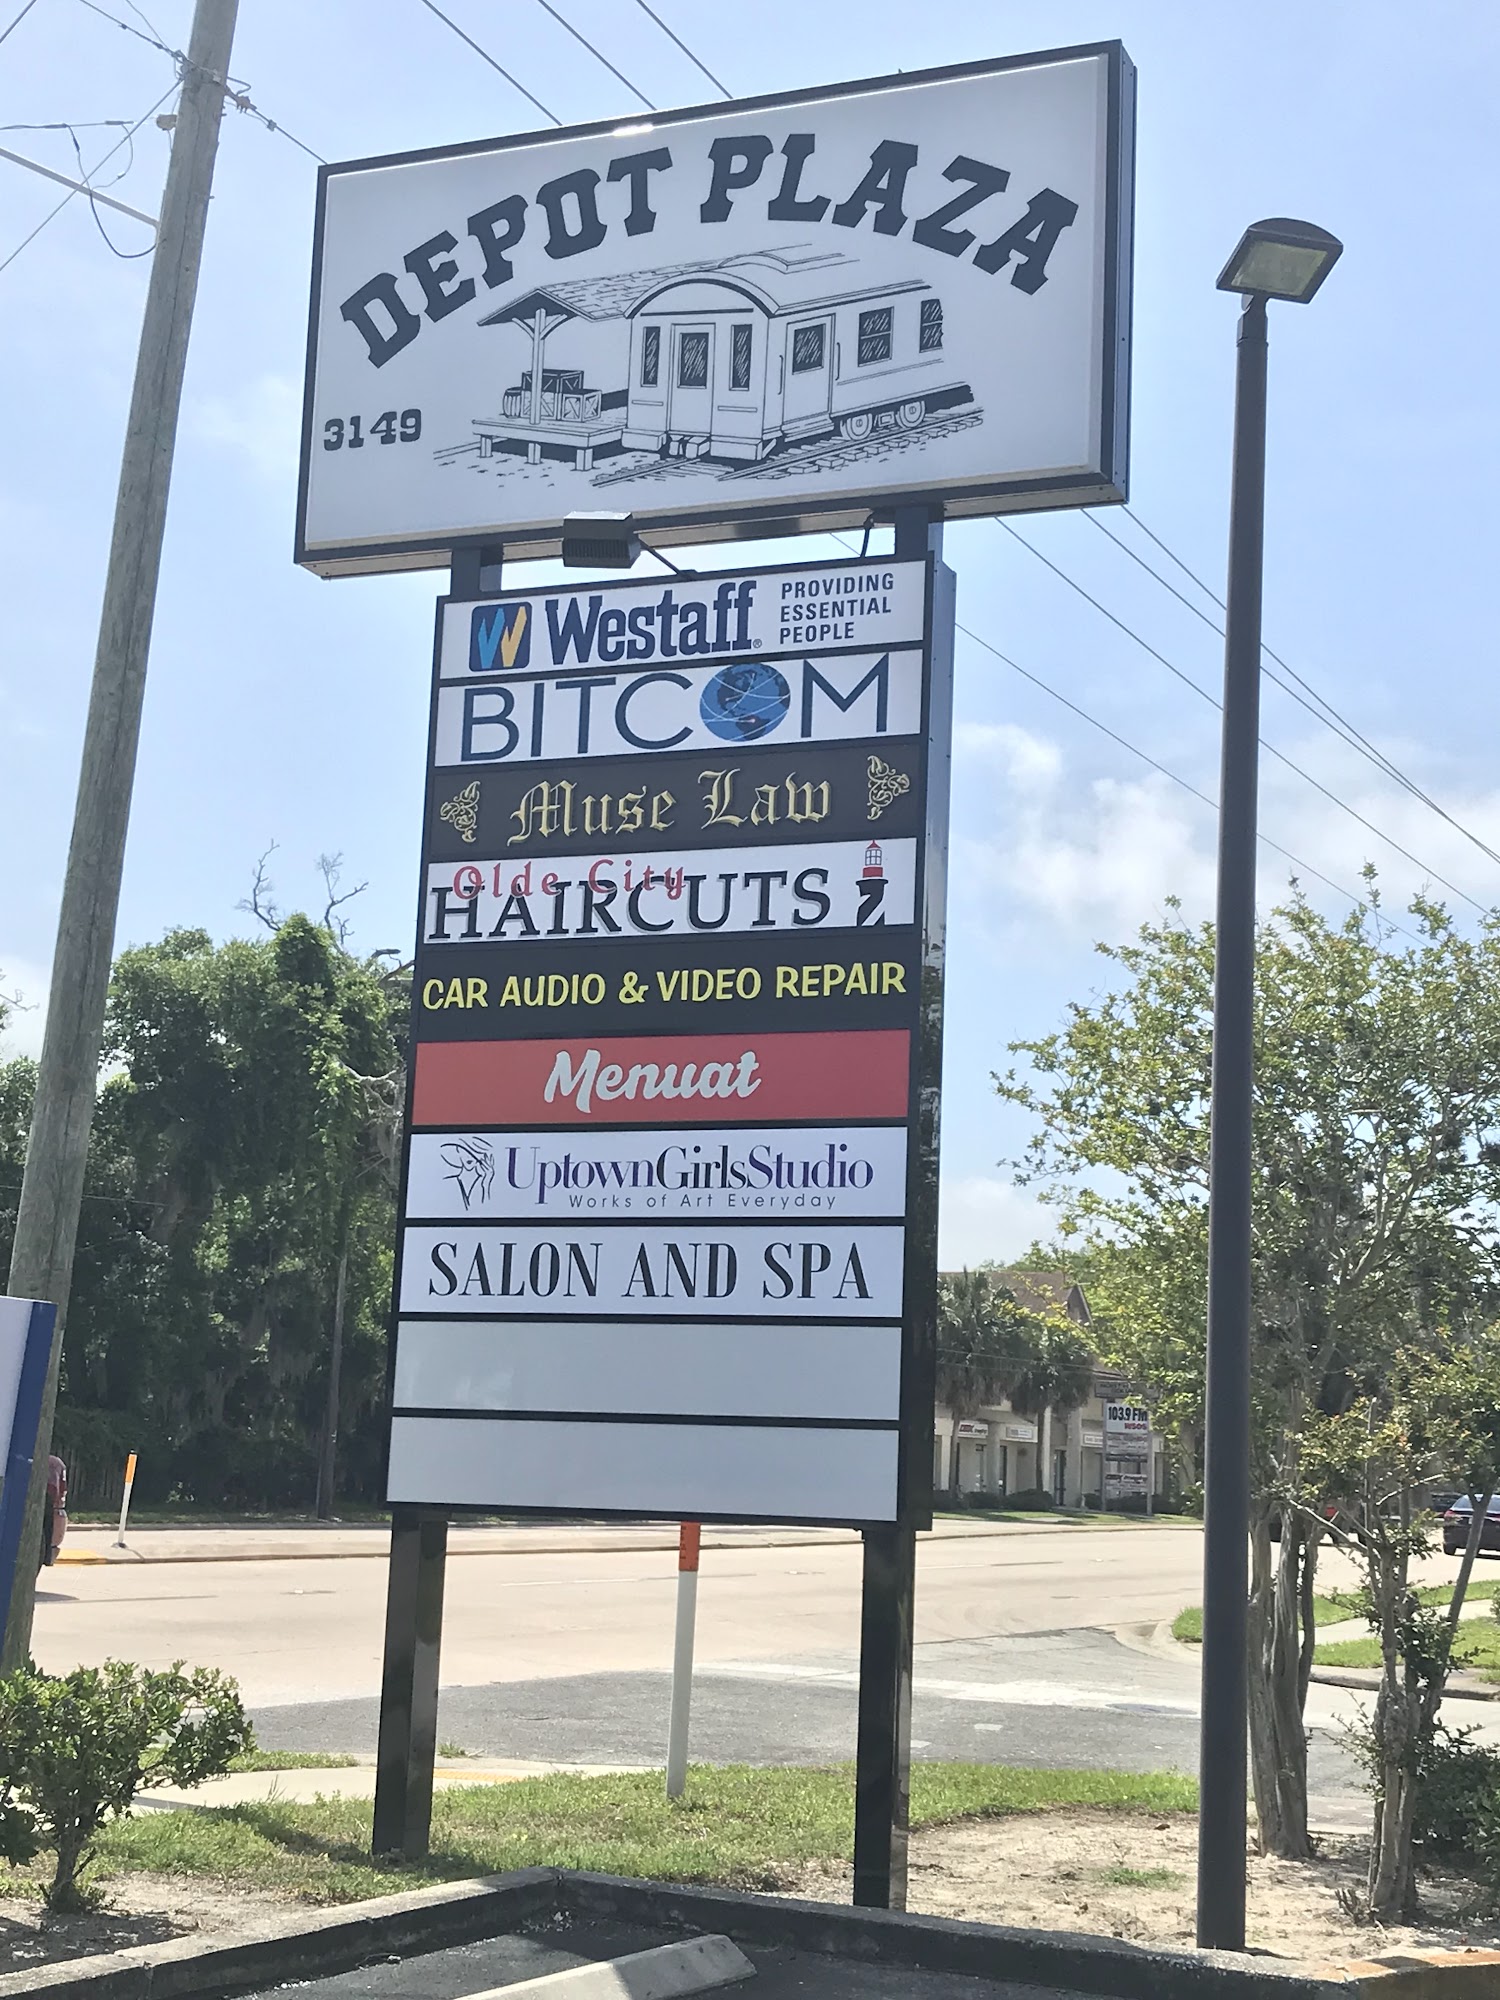 DEPOT PLAZA
3149
Westaff®
PROVIDING
ESSENTIAL
PEOPLE
BITCOM
Muse Law
Olde City
HAIRCUTS
CAR AUDIO & VIDEO REPAIR
Menuat
UptownGirlsStudio
Works of Art Everyday
SALON AND SPA
103.9 FM